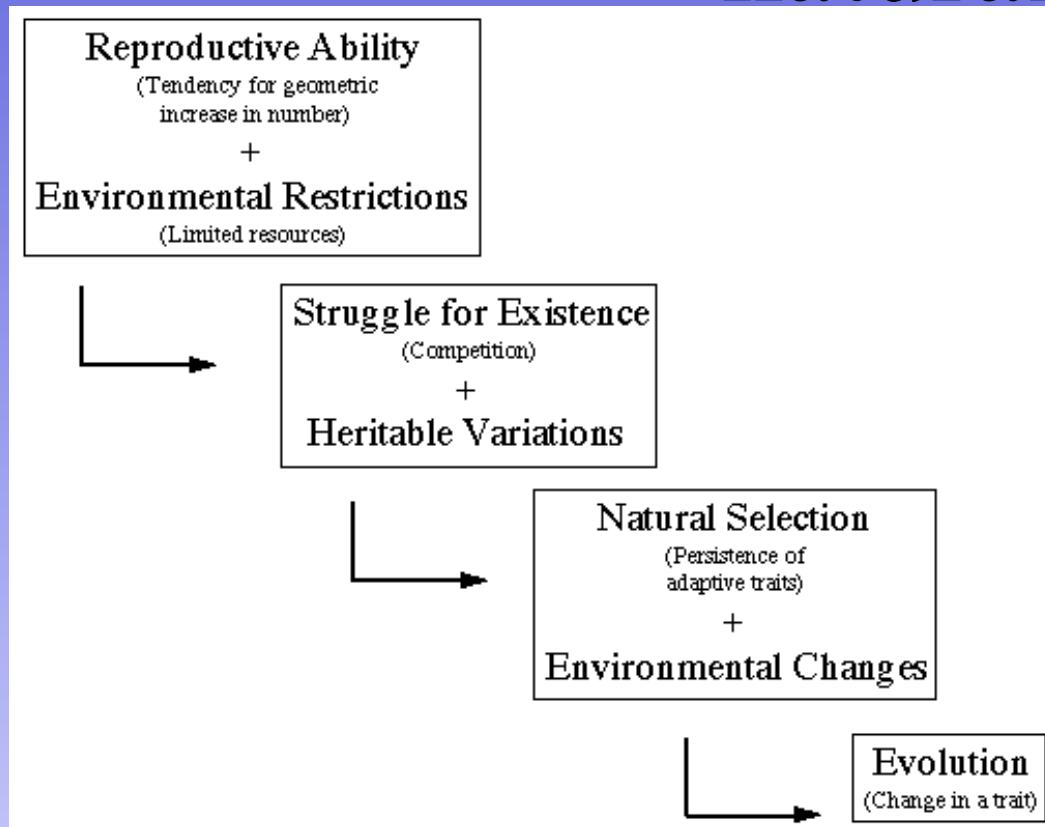 Reproductive Ability
(Tendency for geometric
increase in number)
+
Environmental Restrictions
(Limited resources)
Struggle for Existence
(Competition)
+
Heritable Variations
Natural Selection
(Persistence of
adaptive traits)
+
Environmental Changes
Evolution
(Change in a trait)